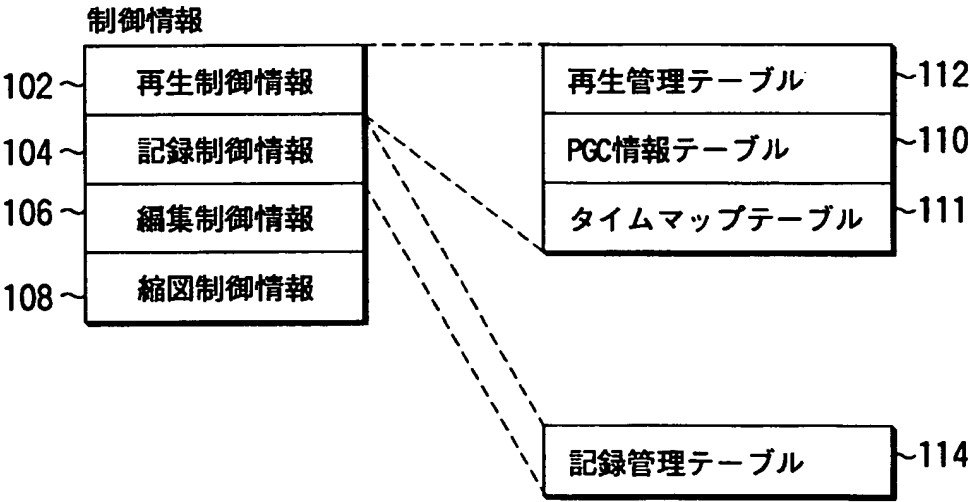 制御情報
102
再生制御情報
104
記録制御情報
106
編集制御情報
108
縮図制御情報
再生管理テーブル
112
PGC情報テーブル
110
タイムマップテーブル
111
記録管理テーブル
114